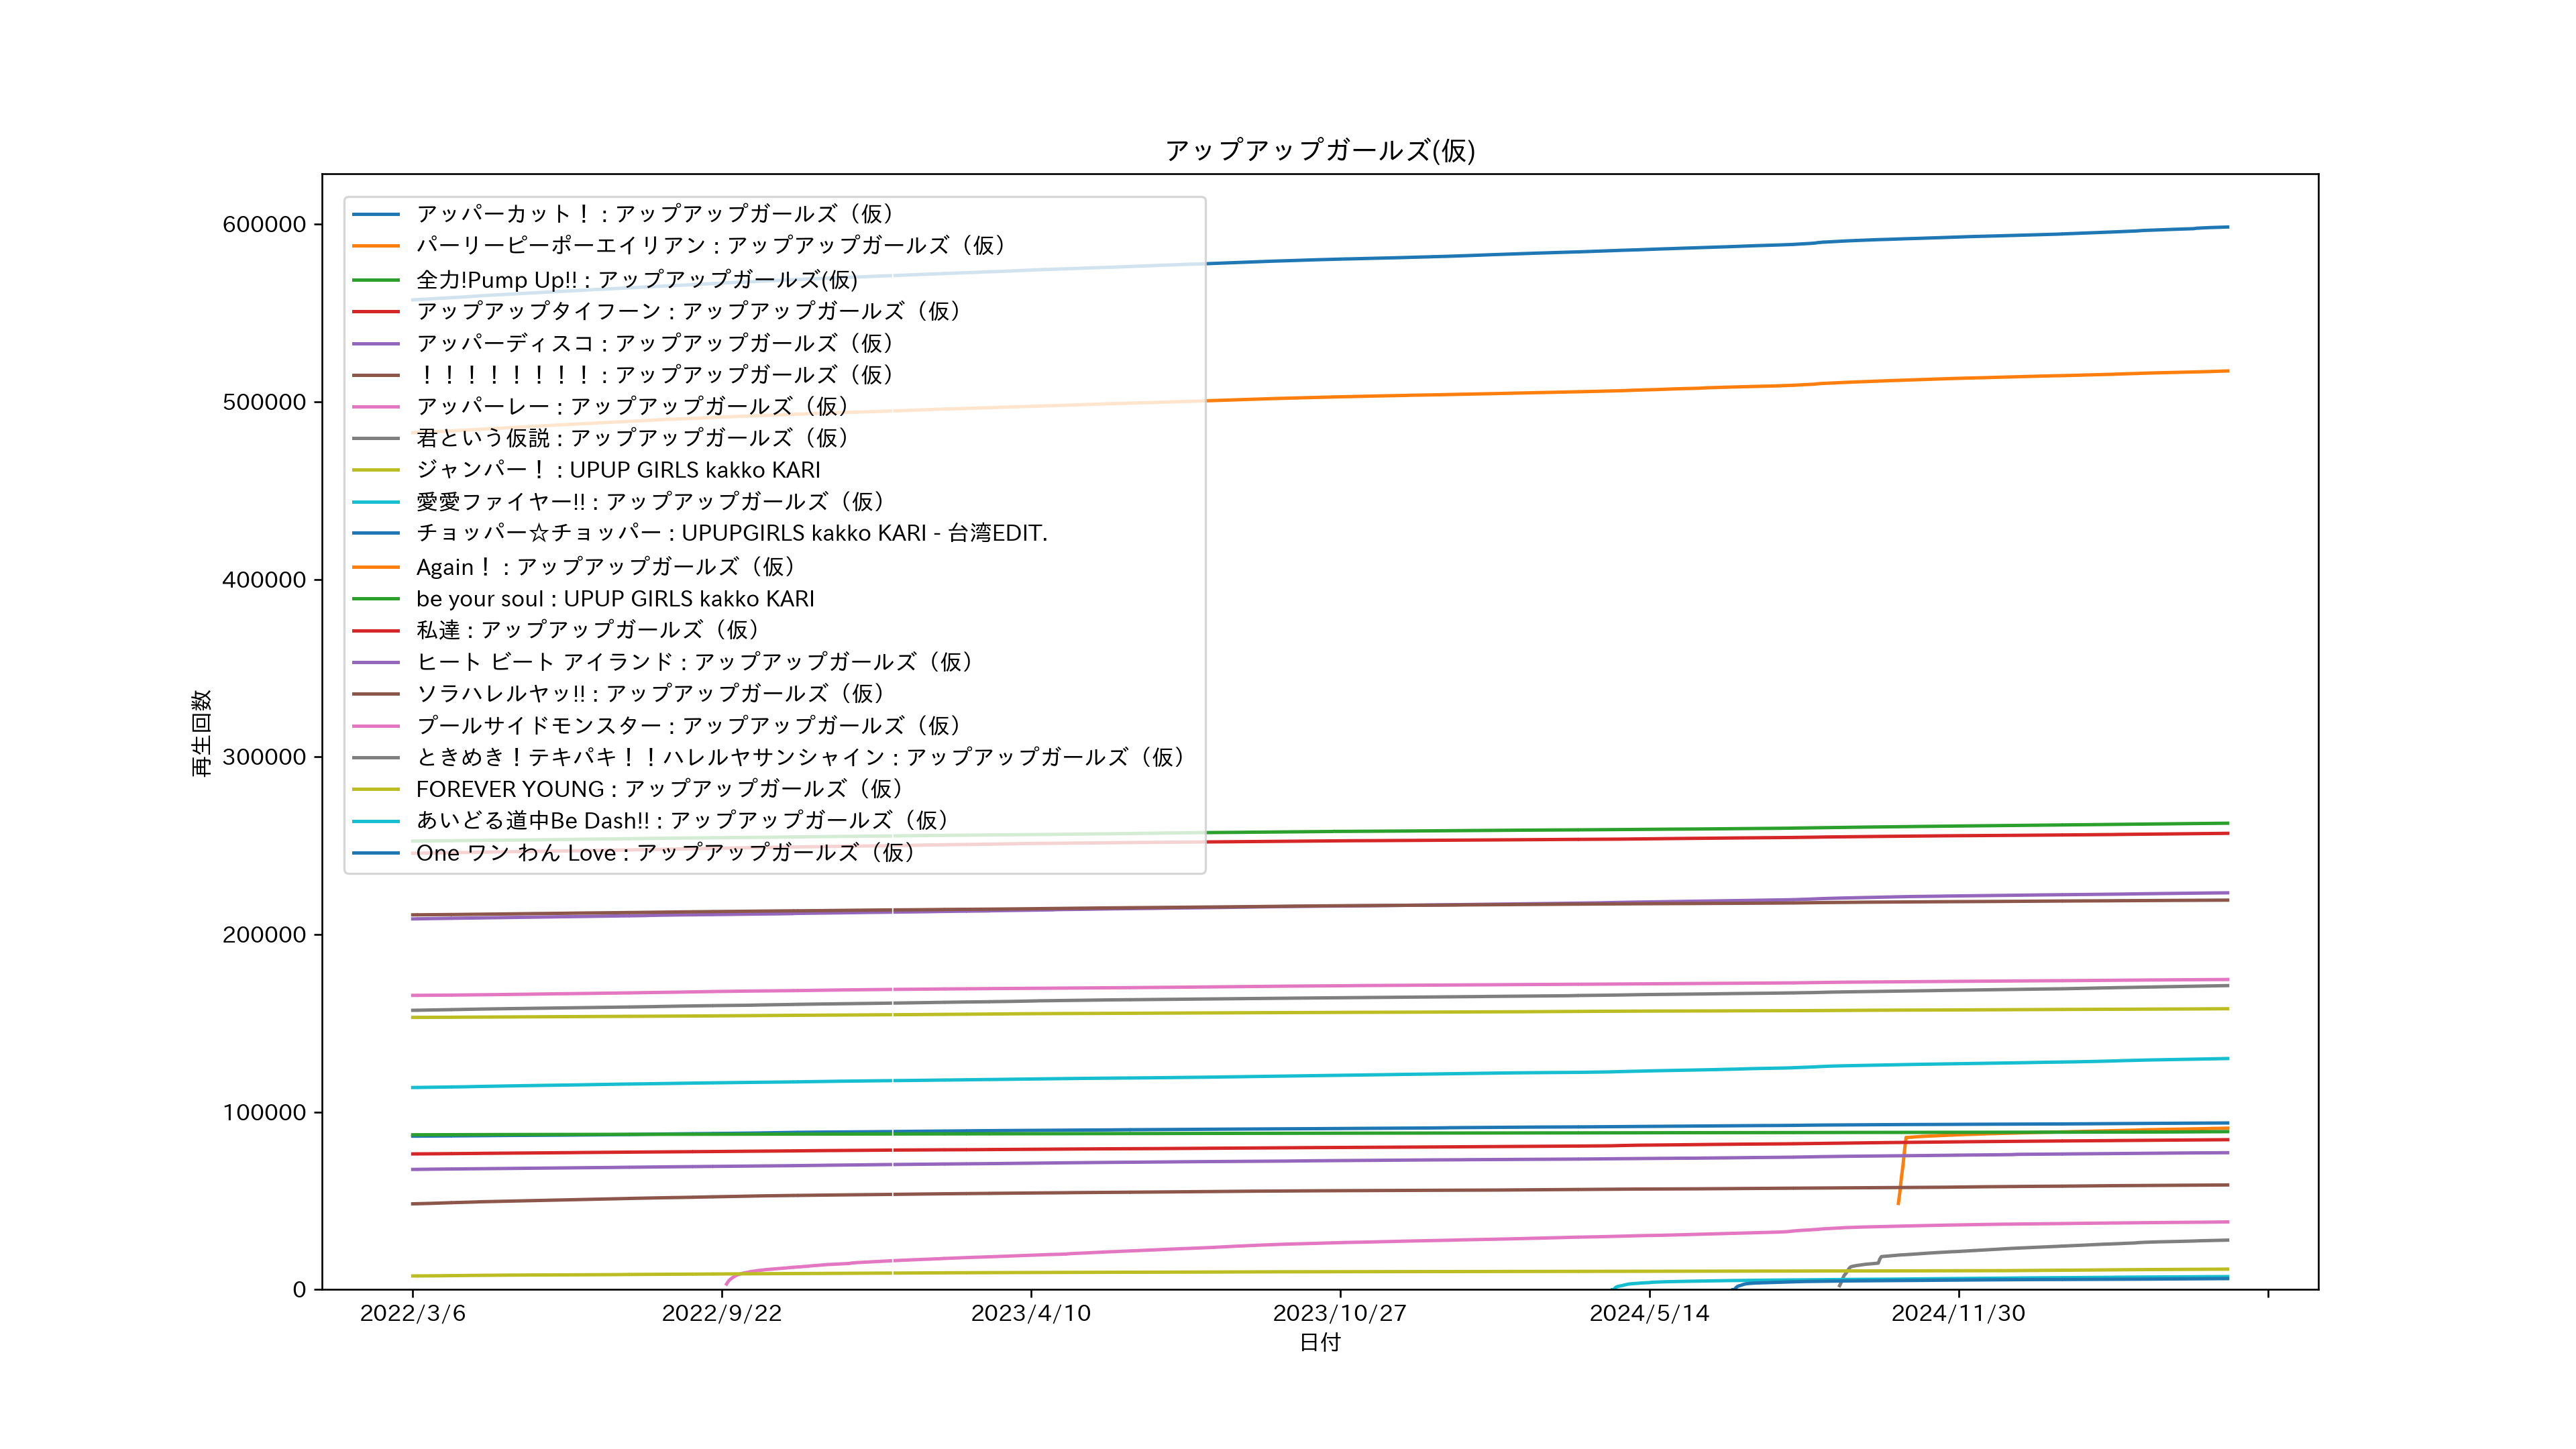 アップアップガールズ(仮)
600000
500000
400000
300000
200000
100000
0
再生回数
アッパーカット！ : アップアップガールズ（仮）
パーリーピーポーエイリアン : アップアップガールズ（仮）
全力!Pump Up!! : アップアップガールズ(仮)
アップアップタイフーン : アップアップガールズ（仮）
アッパーディスコ : アップアップガールズ（仮）
！！！！！！！！ : アップアップガールズ（仮）
アッパーレー : アップアップガールズ（仮）
君という仮説 : アップアップガールズ（仮）
ジャンパー！ : UPUP GIRLS kakko KARI
愛愛ファイヤー!! : アップアップガールズ（仮）
チョッパー☆チョッパー : UPUPGIRLS kakko KARI - 台湾EDIT.
Again！ : アップアップガールズ（仮）
be your soul : UPUP GIRLS kakko KARI
私達 : アップアップガールズ（仮）
ヒート ビート アイランド : アップアップガールズ（仮）
ソラハレルヤッ!! : アップアップガールズ（仮）
プールサイドモンスター : アップアップガールズ（仮）
ときめき！テキパキ！！ハレルヤサンシャイン : アップアップガールズ（仮）
FOREVER YOUNG : アップアップガールズ（仮）
あいどる道中Be Dash!! : アップアップガールズ（仮）
One ワン わん Love : アップアップガールズ（仮）
2022/3/6
2022/9/22
2023/4/10
2023/10/27
2024/5/14
2024/11/30
日付